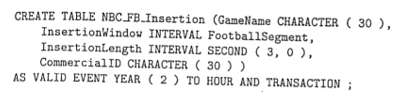 CREATE TABLE NBC_FB_Insertion (GameName CHARACTER ( 30 ),
InsertionWindow INTERVAL FootballSegment,
InsertionLength INTERVAL SECOND ( 3, 0 ),
CommercialID CHARACTER ( 30 ) )
AS VALID EVENT YEAR ( 2 ) TO HOUR AND TRANSACTION ;